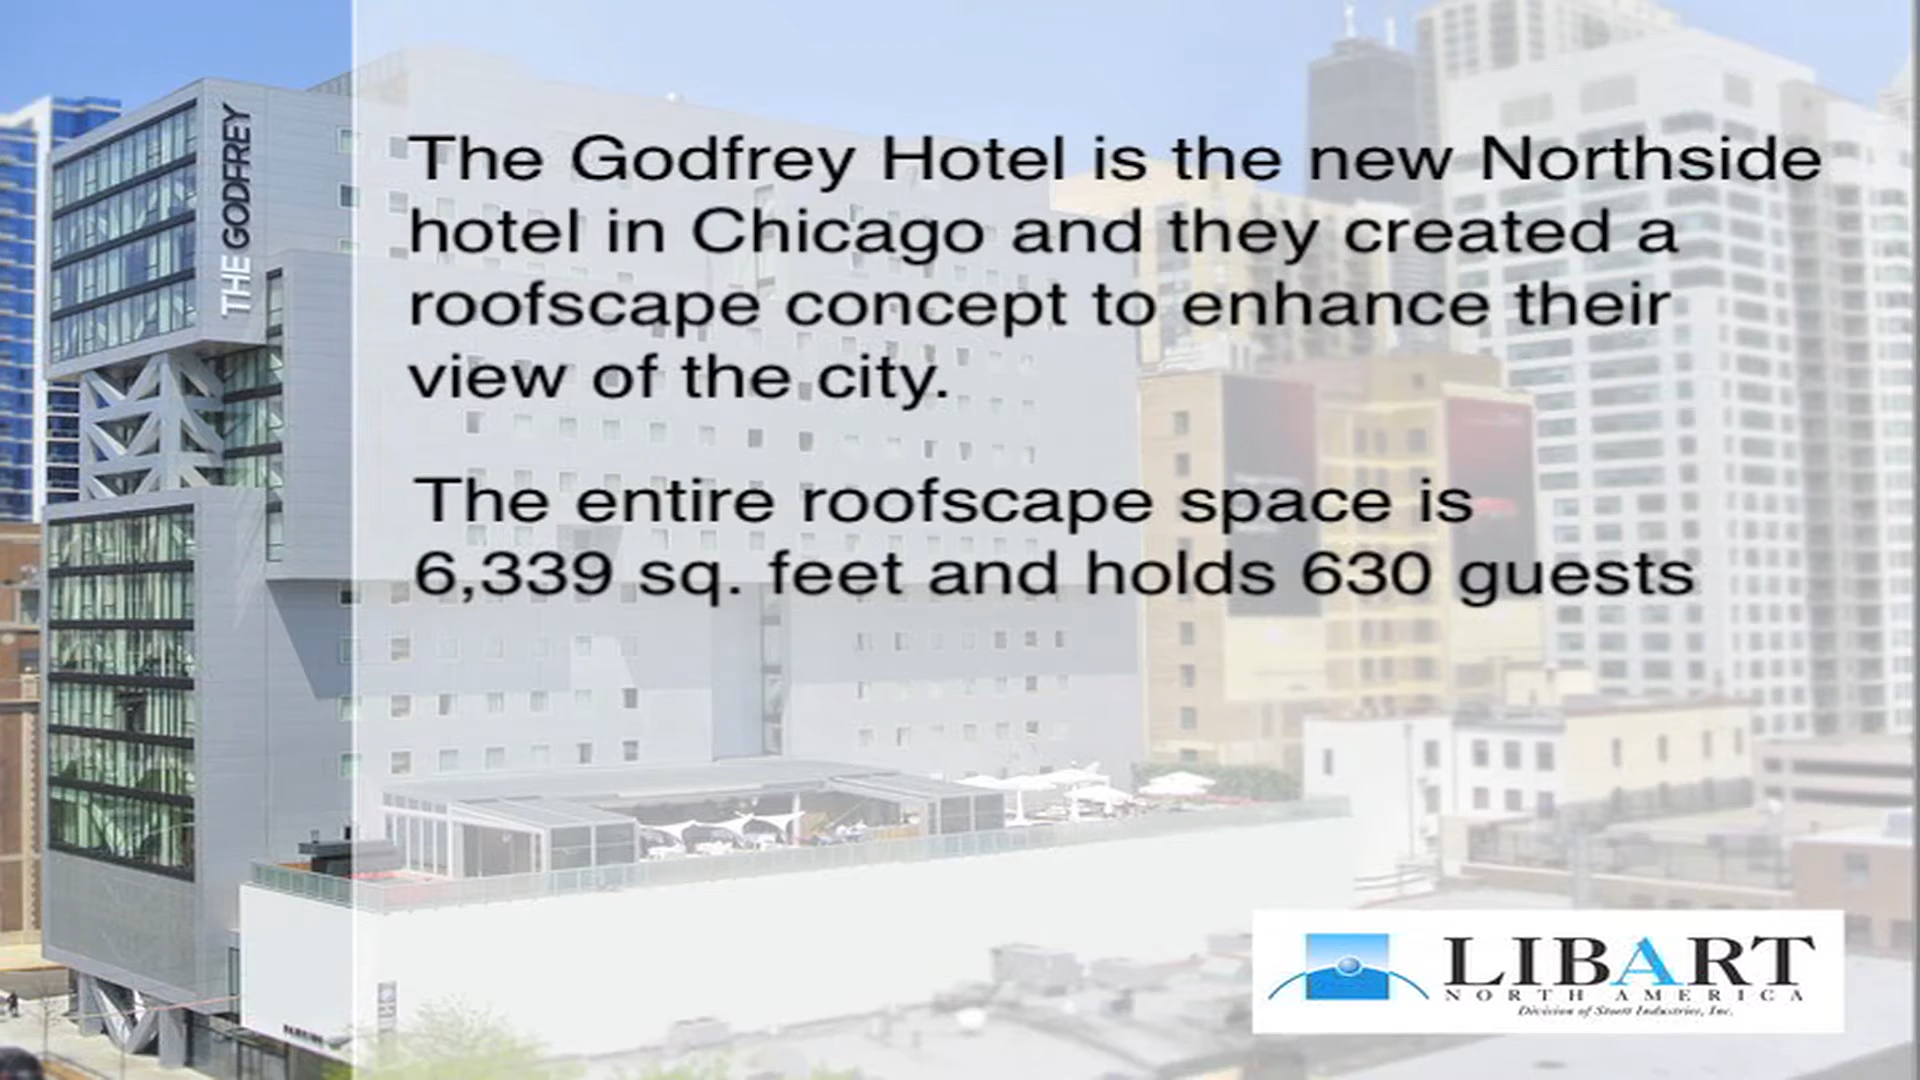 THE GODFREY
The Godfrey Hotel is the new Northside
hotel in Chicago and they created a
roofscape concept to enhance their
view of the city.
The entire roofscape space is
6,339 sq. feet and holds 630 guests
LIBART
NORTH AMERICA
Division of Stuett Industries, Inc.